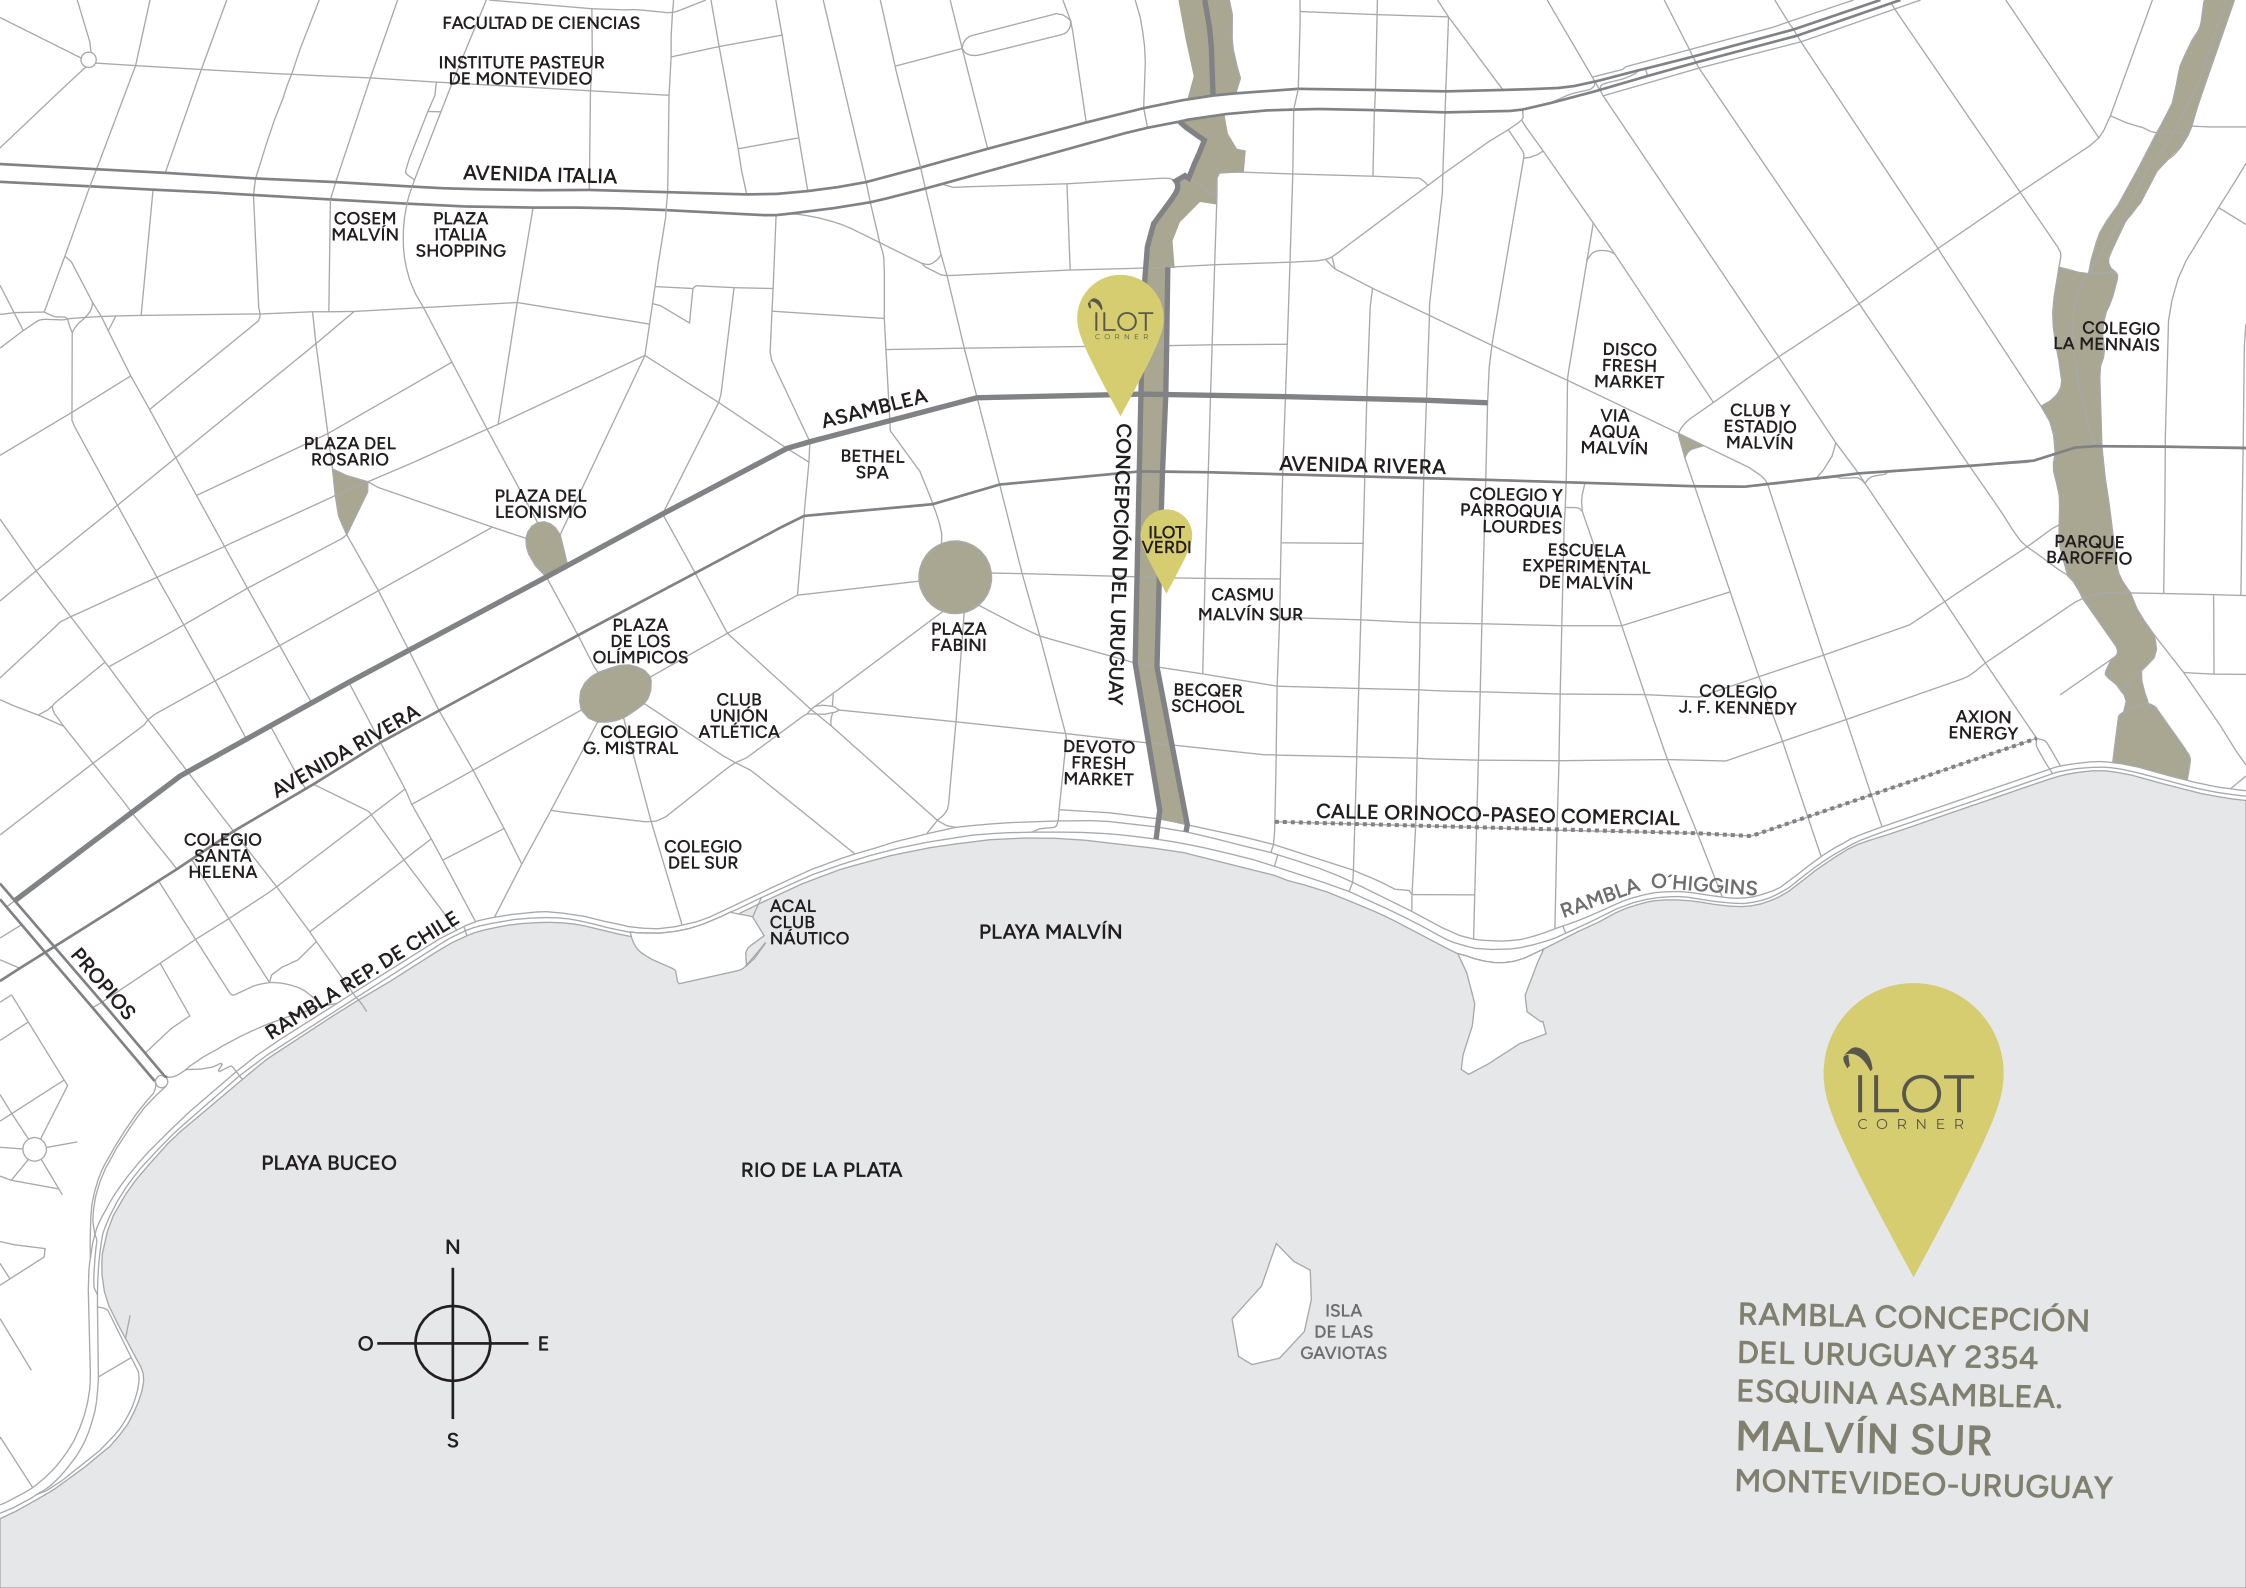 FACULTAD DE CIENCIAS
INSTITUTE PASTEUR
DE MONTEVIDEO
AVENIDA ITALIA
COSEM
MALVÍN
PLAZA
ITALIA
SHOPPING
ILOT
CORNER
COLEGIO
LA MENNAIS
DISCO
FRESH
MARKET
VIA
AQUA
MALVÍN
CLUB Y
ESTADIO
MALVÍN
ASAMBLEA
PLAZA DEL
ROSARIO
BETHEL
SPA
AVENIDA RIVERA
PLAZA DEL
LEONISMO
COLEGIO Y
PARROQUIA
LOURDES
CONCEPCIÓN DEL URUGUAY
ILOT
VERDI
ESCUELA
EXPERIMENTAL
DE MALVÍN
PARQUE
BAROFFIO
CASMU
MALVÍN SUR
PLAZA
DE LOS
OLÍMPICOS
PLAZA
FABINI
BECQER
SCHOOL
COLEGIO
J. F. KENNEDY
CLUB
UNIÓN
ATLÉTICA
AXION
ENERGY
COLEGIO
G. MISTRAL
AVENIDA RIVERA
DEVOTO
FRESH
MARKET
CALLE ORINOCO-PASEO COMERCIAL
COLEGIO
SANTA
HELENA
COLEGIO
DEL SUR
RAMBLA O´HIGGINS
ACAL
CLUB
NÁUTICO
PLAYA MALVÍN
RAMBLA REP. DE CHILE
PROPIOS
ILOT
CORNER
PLAYA BUCEO
RIO DE LA PLATA
N
O
E
S
ISLA
DE LAS
GAVIOTAS
RAMBLA CONCEPCIÓN
DEL URUGUAY 2354
ESQUINA ASAMBLEA.
MALVÍN SUR
MONTEVIDEO-URUGUAY